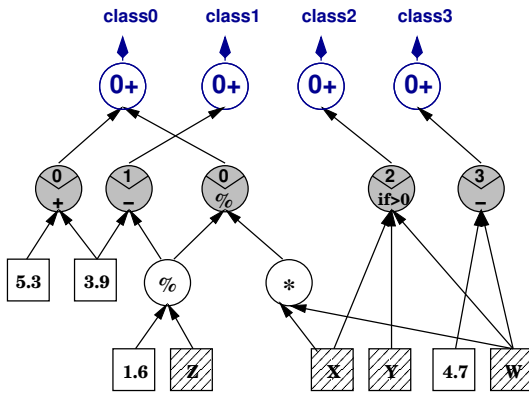 class0 class1 class2 class3
0+ 0+ 0+ 0+
0 1 0 2 3
+ − % if>0 −
5.3 3.9 % *
1.6 Z X Y 4.7 W